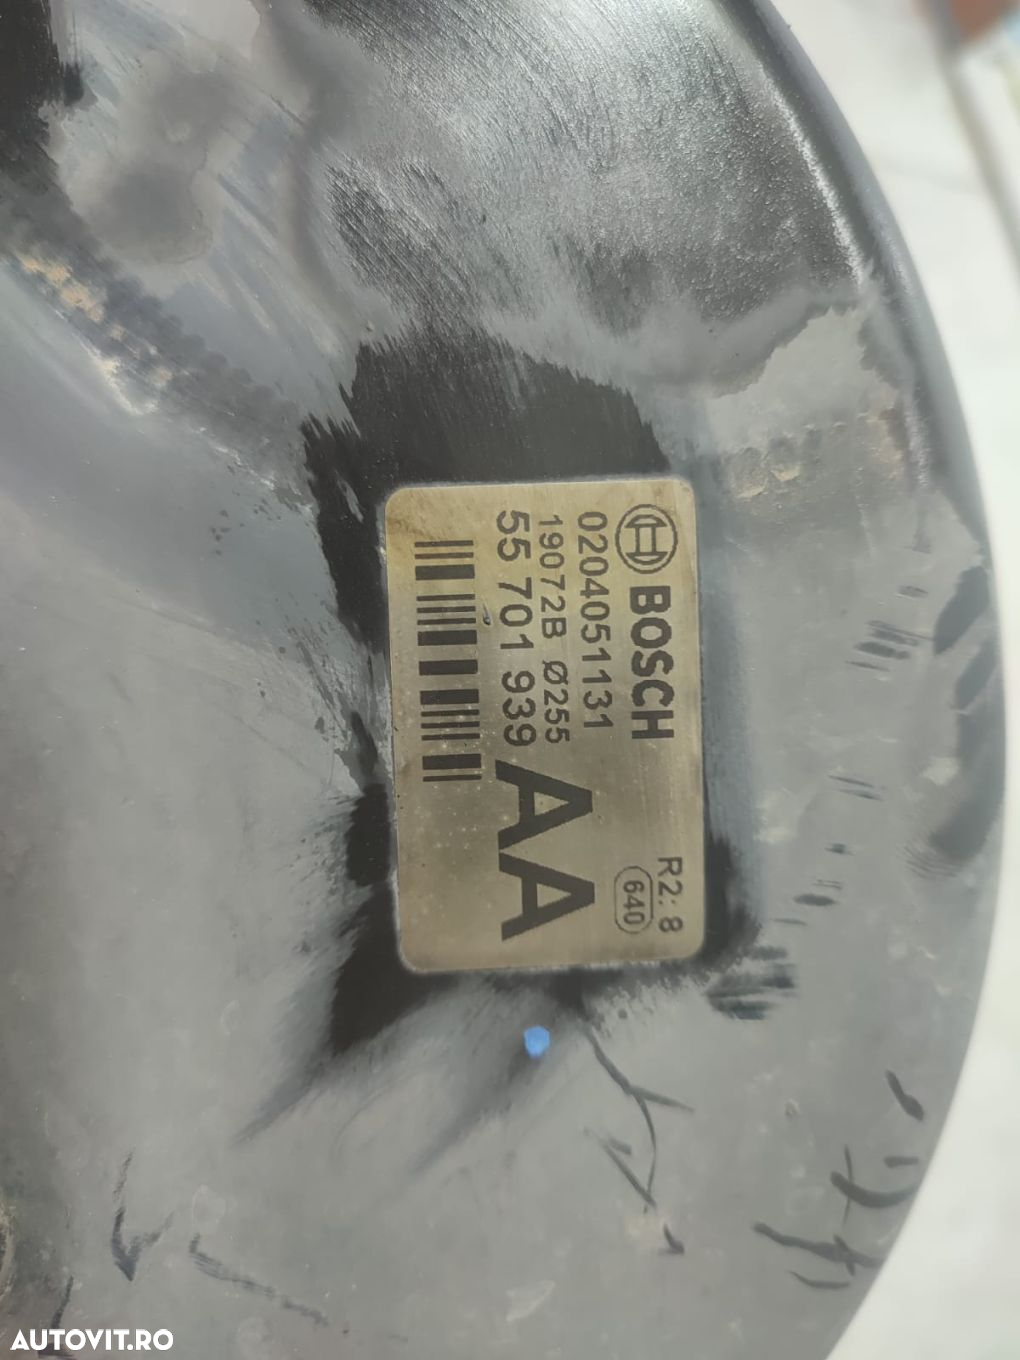 BOSCH
R2: 8
0204051131
640
19072B Ø255
55 701 939
AA
AUTOVIT.RO